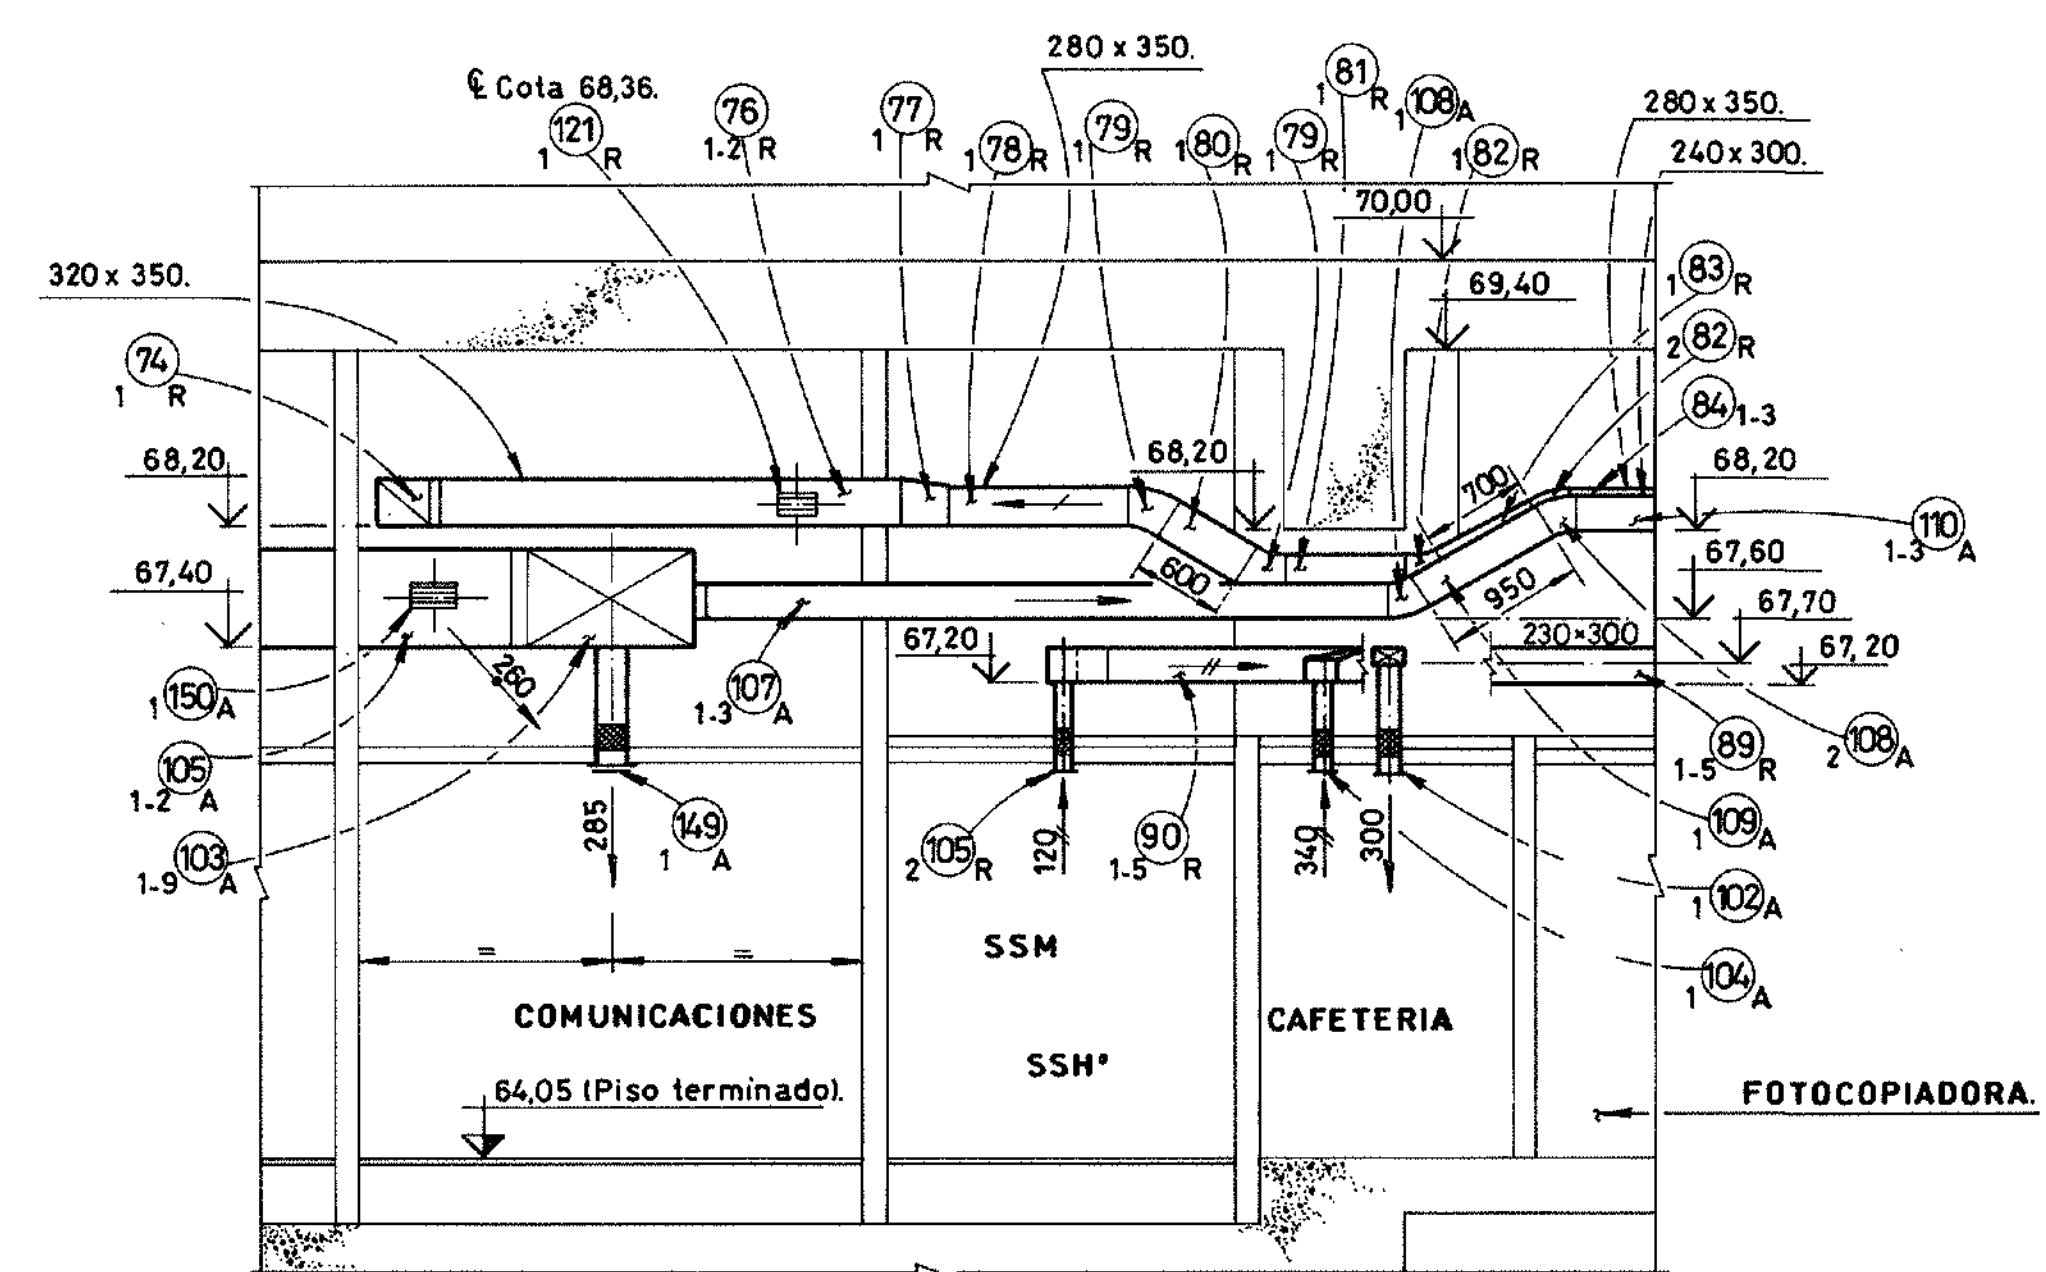 280 x 350.
℄ Cota 68,36.
81
1 R
76
1-2 R
77
1 R
108
1 A
280 x 350.
121
1 R
79
1 R
80
1 R
79
1 R
78
1 R
82
1 R
240 x 300.
70,00
320 x 350.
69,40
83
1 R
82
2 R
74
1 R
84 1-3
68,20
68,20
68,20
700
110
1-3 A
67,40
67,60
600
950
67,70
67,20
230×300
67,20
260
150
1 A
107
1-3 A
108
2 A
89
1-5 R
105
1-2 A
149
1 A
109
1 A
103
1-9 A
285
105
2 R
120
90
1-5 R
340
300
102
1 A
=
=
SSM
104
1 A
COMUNICACIONES
CAFETERIA
SSHº
64,05 (Piso terminado).
FOTOCOPIADORA.